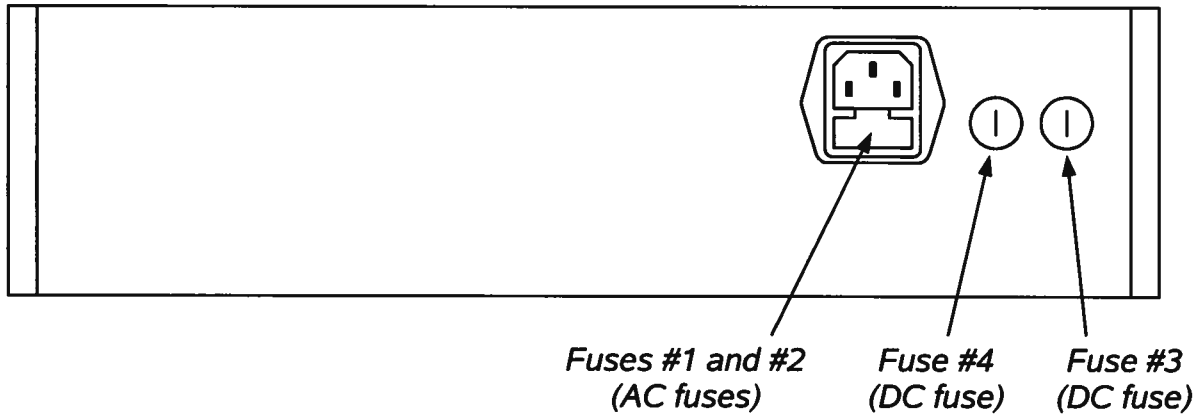 Fuses #1 and #2
(AC fuses)
Fuse #4
(DC fuse)
Fuse #3
(DC fuse)